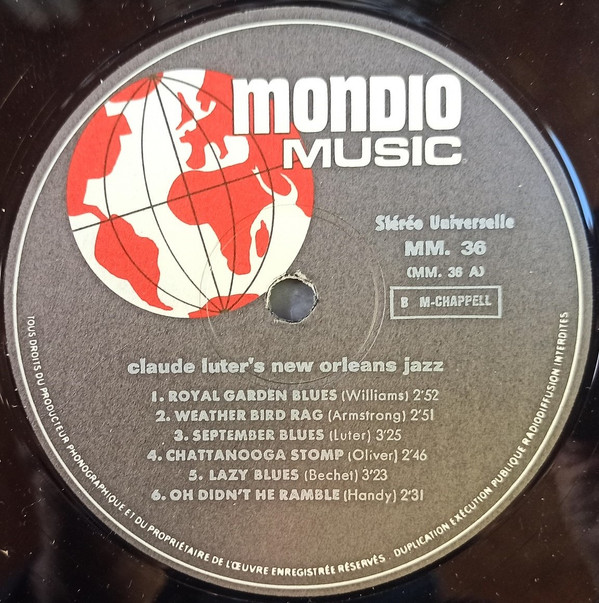 MONDIO
MUSIC
Stéréo Universelle
MM. 36
(MM. 36 A)
B M-CHAPPELL
claude luter's new orleans jazz
1. ROYAL GARDEN BLUES (Williams) 2'52
2. WEATHER BIRD RAG (Armstrong) 2'51
3. SEPTEMBER BLUES (Luter) 3'25
4. CHATTANOOGA STOMP (Oliver) 2'46
5. LAZY BLUES (Bechet) 3'23
6. OH DIDN'T HE RAMBLE (Handy) 2'31
TOUS DROITS DU PRODUCTEUR PHONOGRAPHIQUE ET DU PROPRIÉTAIRE DE L'ŒUVRE ENREGISTRÉE RÉSERVÉS - DUPLICATION EXÉCUTION PUBLIQUE RADIODIFFUSION INTERDITES